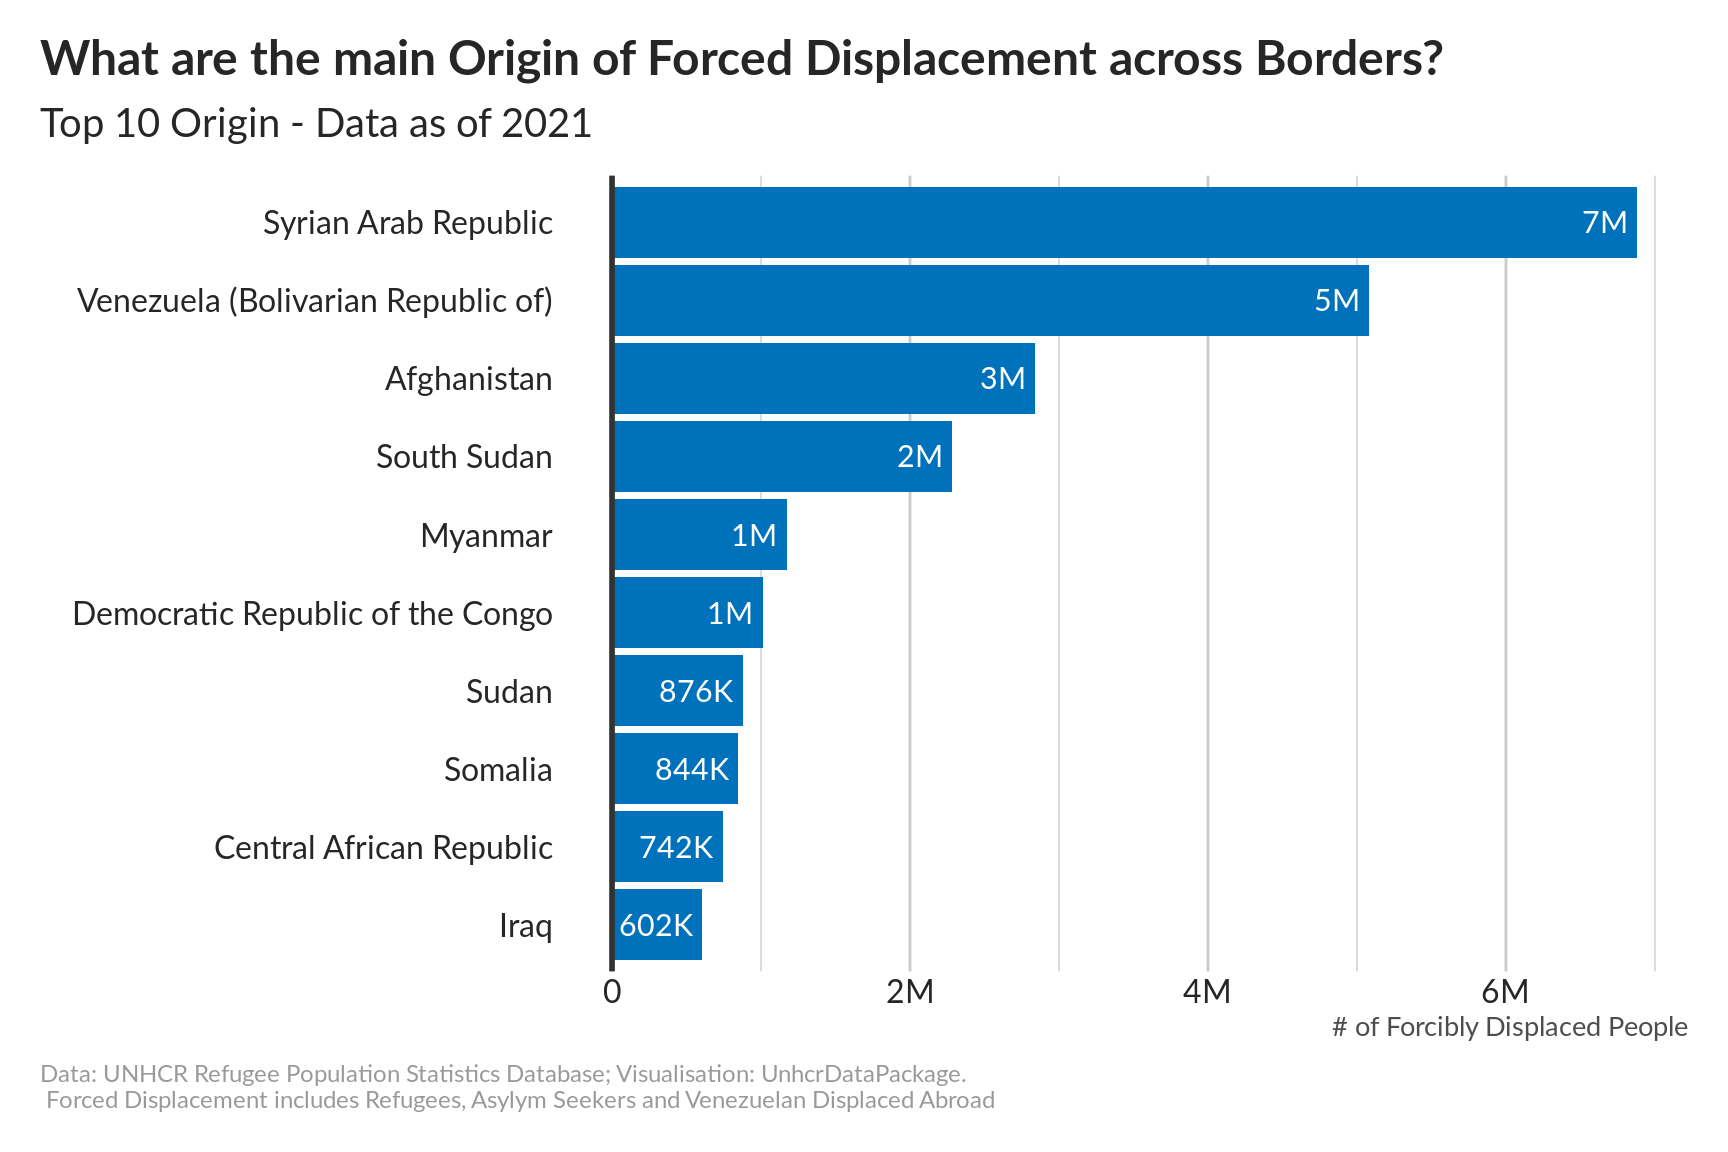 What are the main Origin of Forced Displacement across Borders?
Top 10 Origin - Data as of 2021
Syrian Arab Republic 7M
Venezuela (Bolivarian Republic of) 5M
Afghanistan 3M
South Sudan 2M
Myanmar 1M
Democratic Republic of the Congo 1M
Sudan 876K
Somalia 844K
Central African Republic 742K
Iraq 602K
0 2M 4M 6M
# of Forcibly Displaced People
Data: UNHCR Refugee Population Statistics Database; Visualisation: UnhcrDataPackage.
Forced Displacement includes Refugees, Asylym Seekers and Venezuelan Displaced Abroad